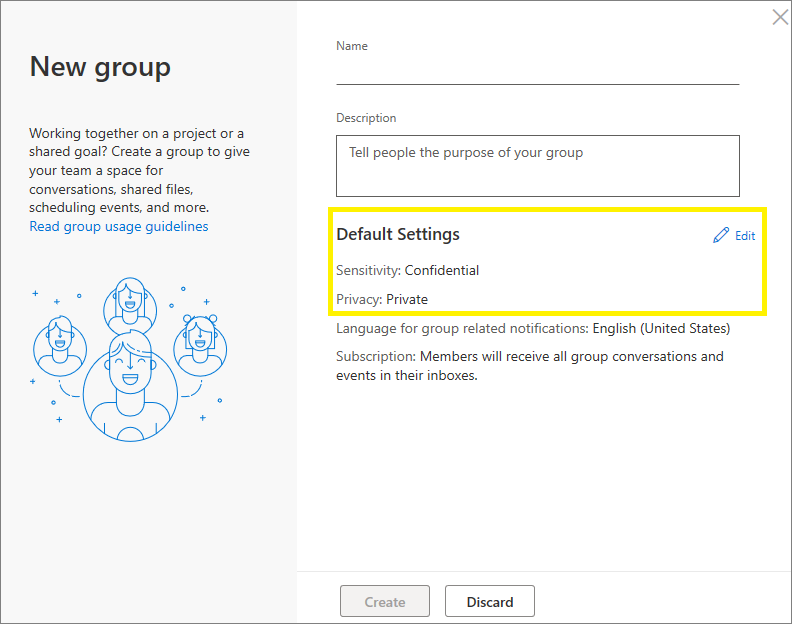 New group
Working together on a project or a
shared goal? Create a group to give
your team a space for
conversations, shared files,
scheduling events, and more.
Read group usage guidelines
Name
Description
Tell people the purpose of your group
Default Settings
Edit
Sensitivity: Confidential
Privacy: Private
Language for group related notifications: English (United States)
Subscription: Members will receive all group conversations and
events in their inboxes.
Create
Discard